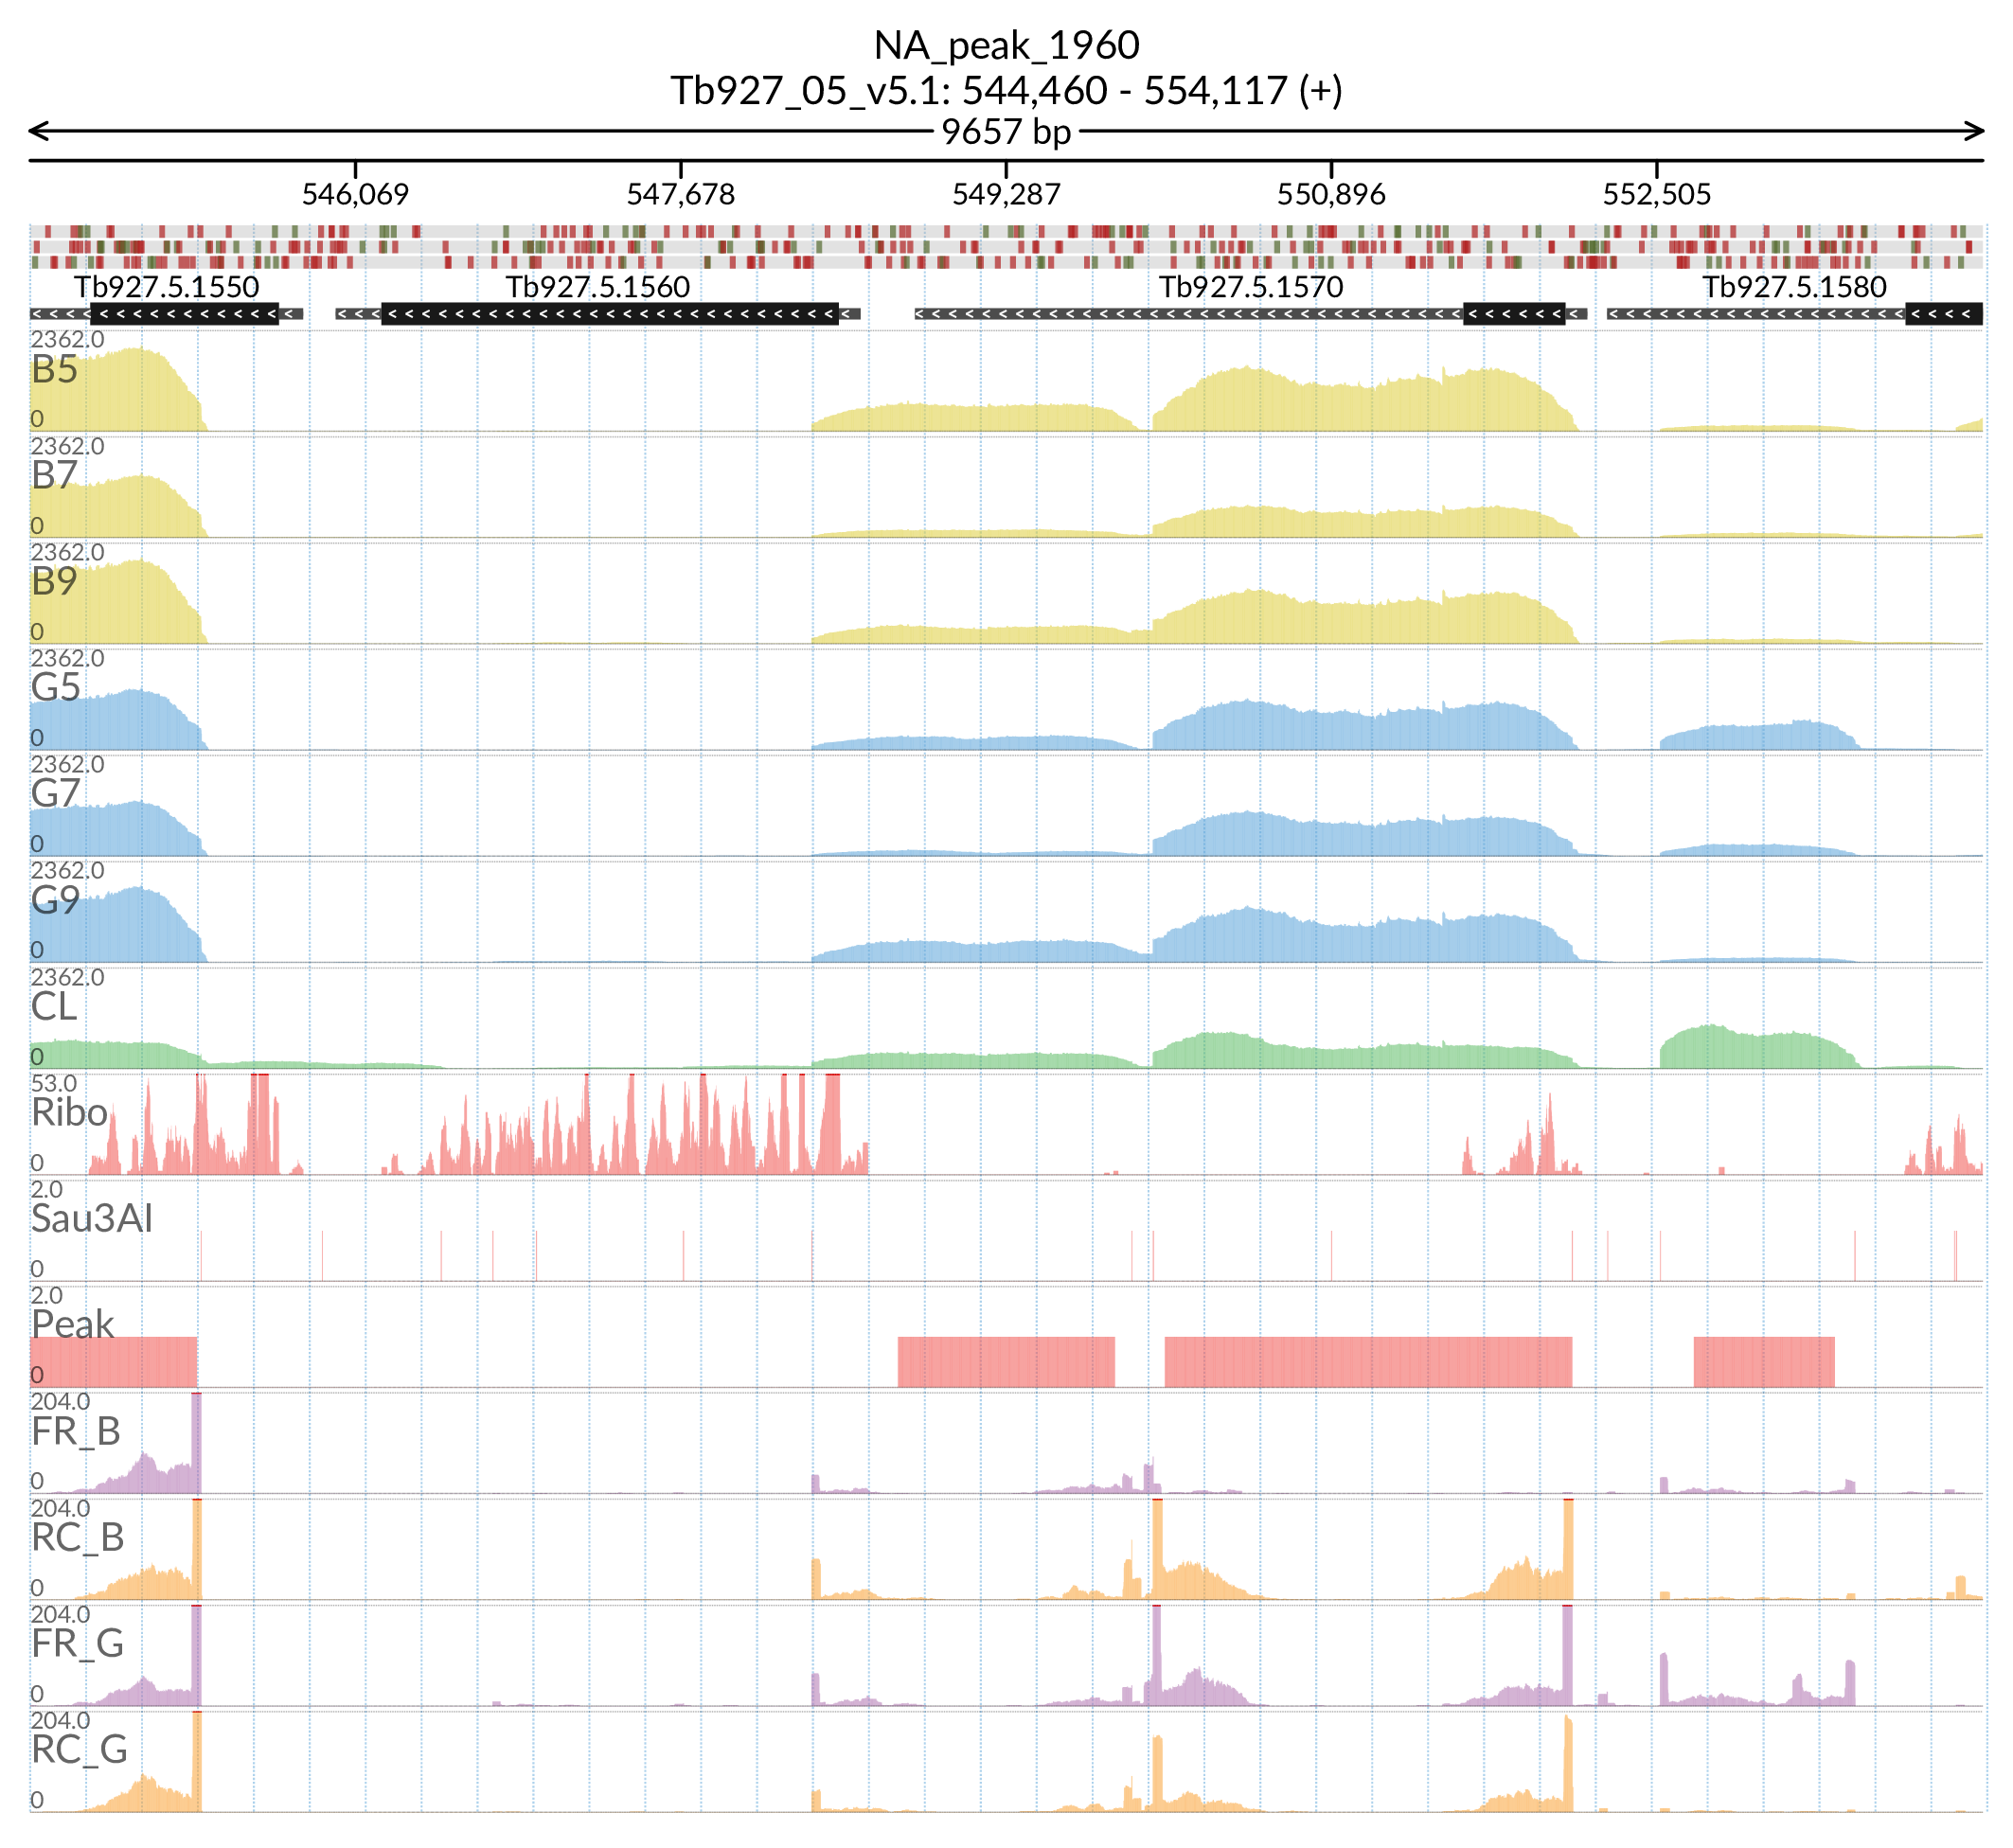 NA_peak_1960
Tb927_05_v5.1: 544,460 - 554,117 (+)
9657 bp
546,069 547,678 549,287 550,896 552,505
Tb927.5.1550 Tb927.5.1560 Tb927.5.1570 Tb927.5.1580
2362.0
B5
0
2362.0
B7
0
2362.0
B9
0
2362.0
G5
0
2362.0
G7
0
2362.0
G9
0
2362.0
CL
0
53.0
Ribo
0
2.0
Sau3AI
0
2.0
Peak
0
204.0
FR_B
0
204.0
RC_B
0
204.0
FR_G
0
204.0
RC_G
0